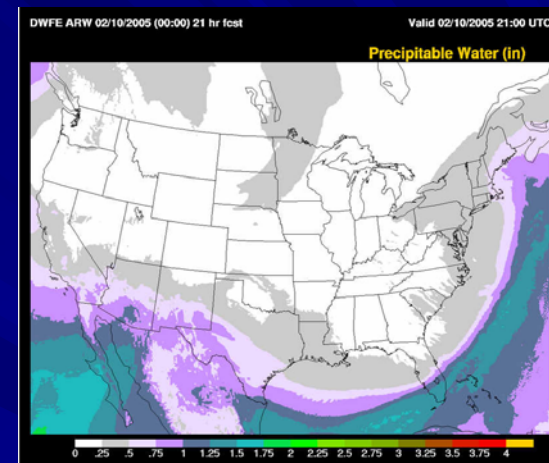 DWFE ARW 02/10/2005 (00:00) 21 hr fcst Valid 02/10/2005 21:00 UTC
Precipitable Water (in)
0 .25 .5 .75 1 1.25 1.5 1.75 2 2.25 2.5 2.75 3 3.25 3.5 3.75 4